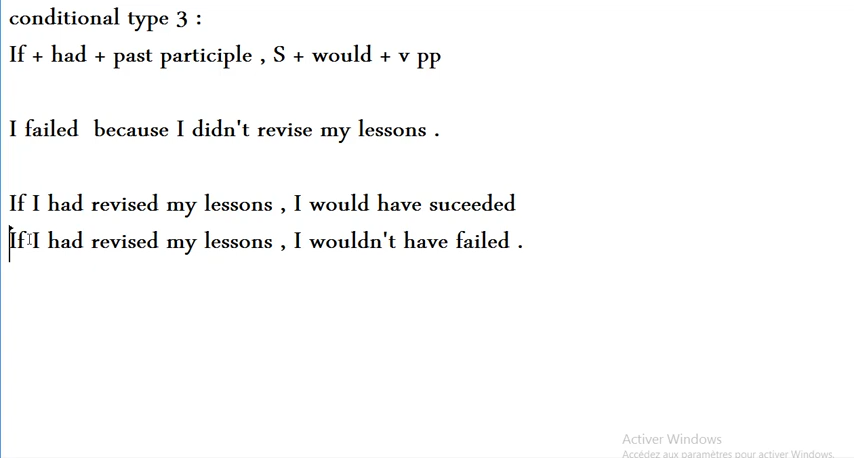 conditional type 3 :
If + had + past participle , S + would + v pp
I failed because I didn't revise my lessons .
If I had revised my lessons , I would have suceeded
If I had revised my lessons , I wouldn't have failed .
Activer Windows
Accédez aux paramètres pour activer Windows.